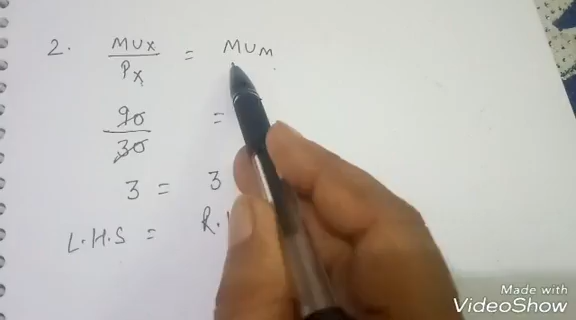 2. MUx / Px = MUm
90 / 30 =
3 = 3
L.H.S = R.
Made with
VideoShow